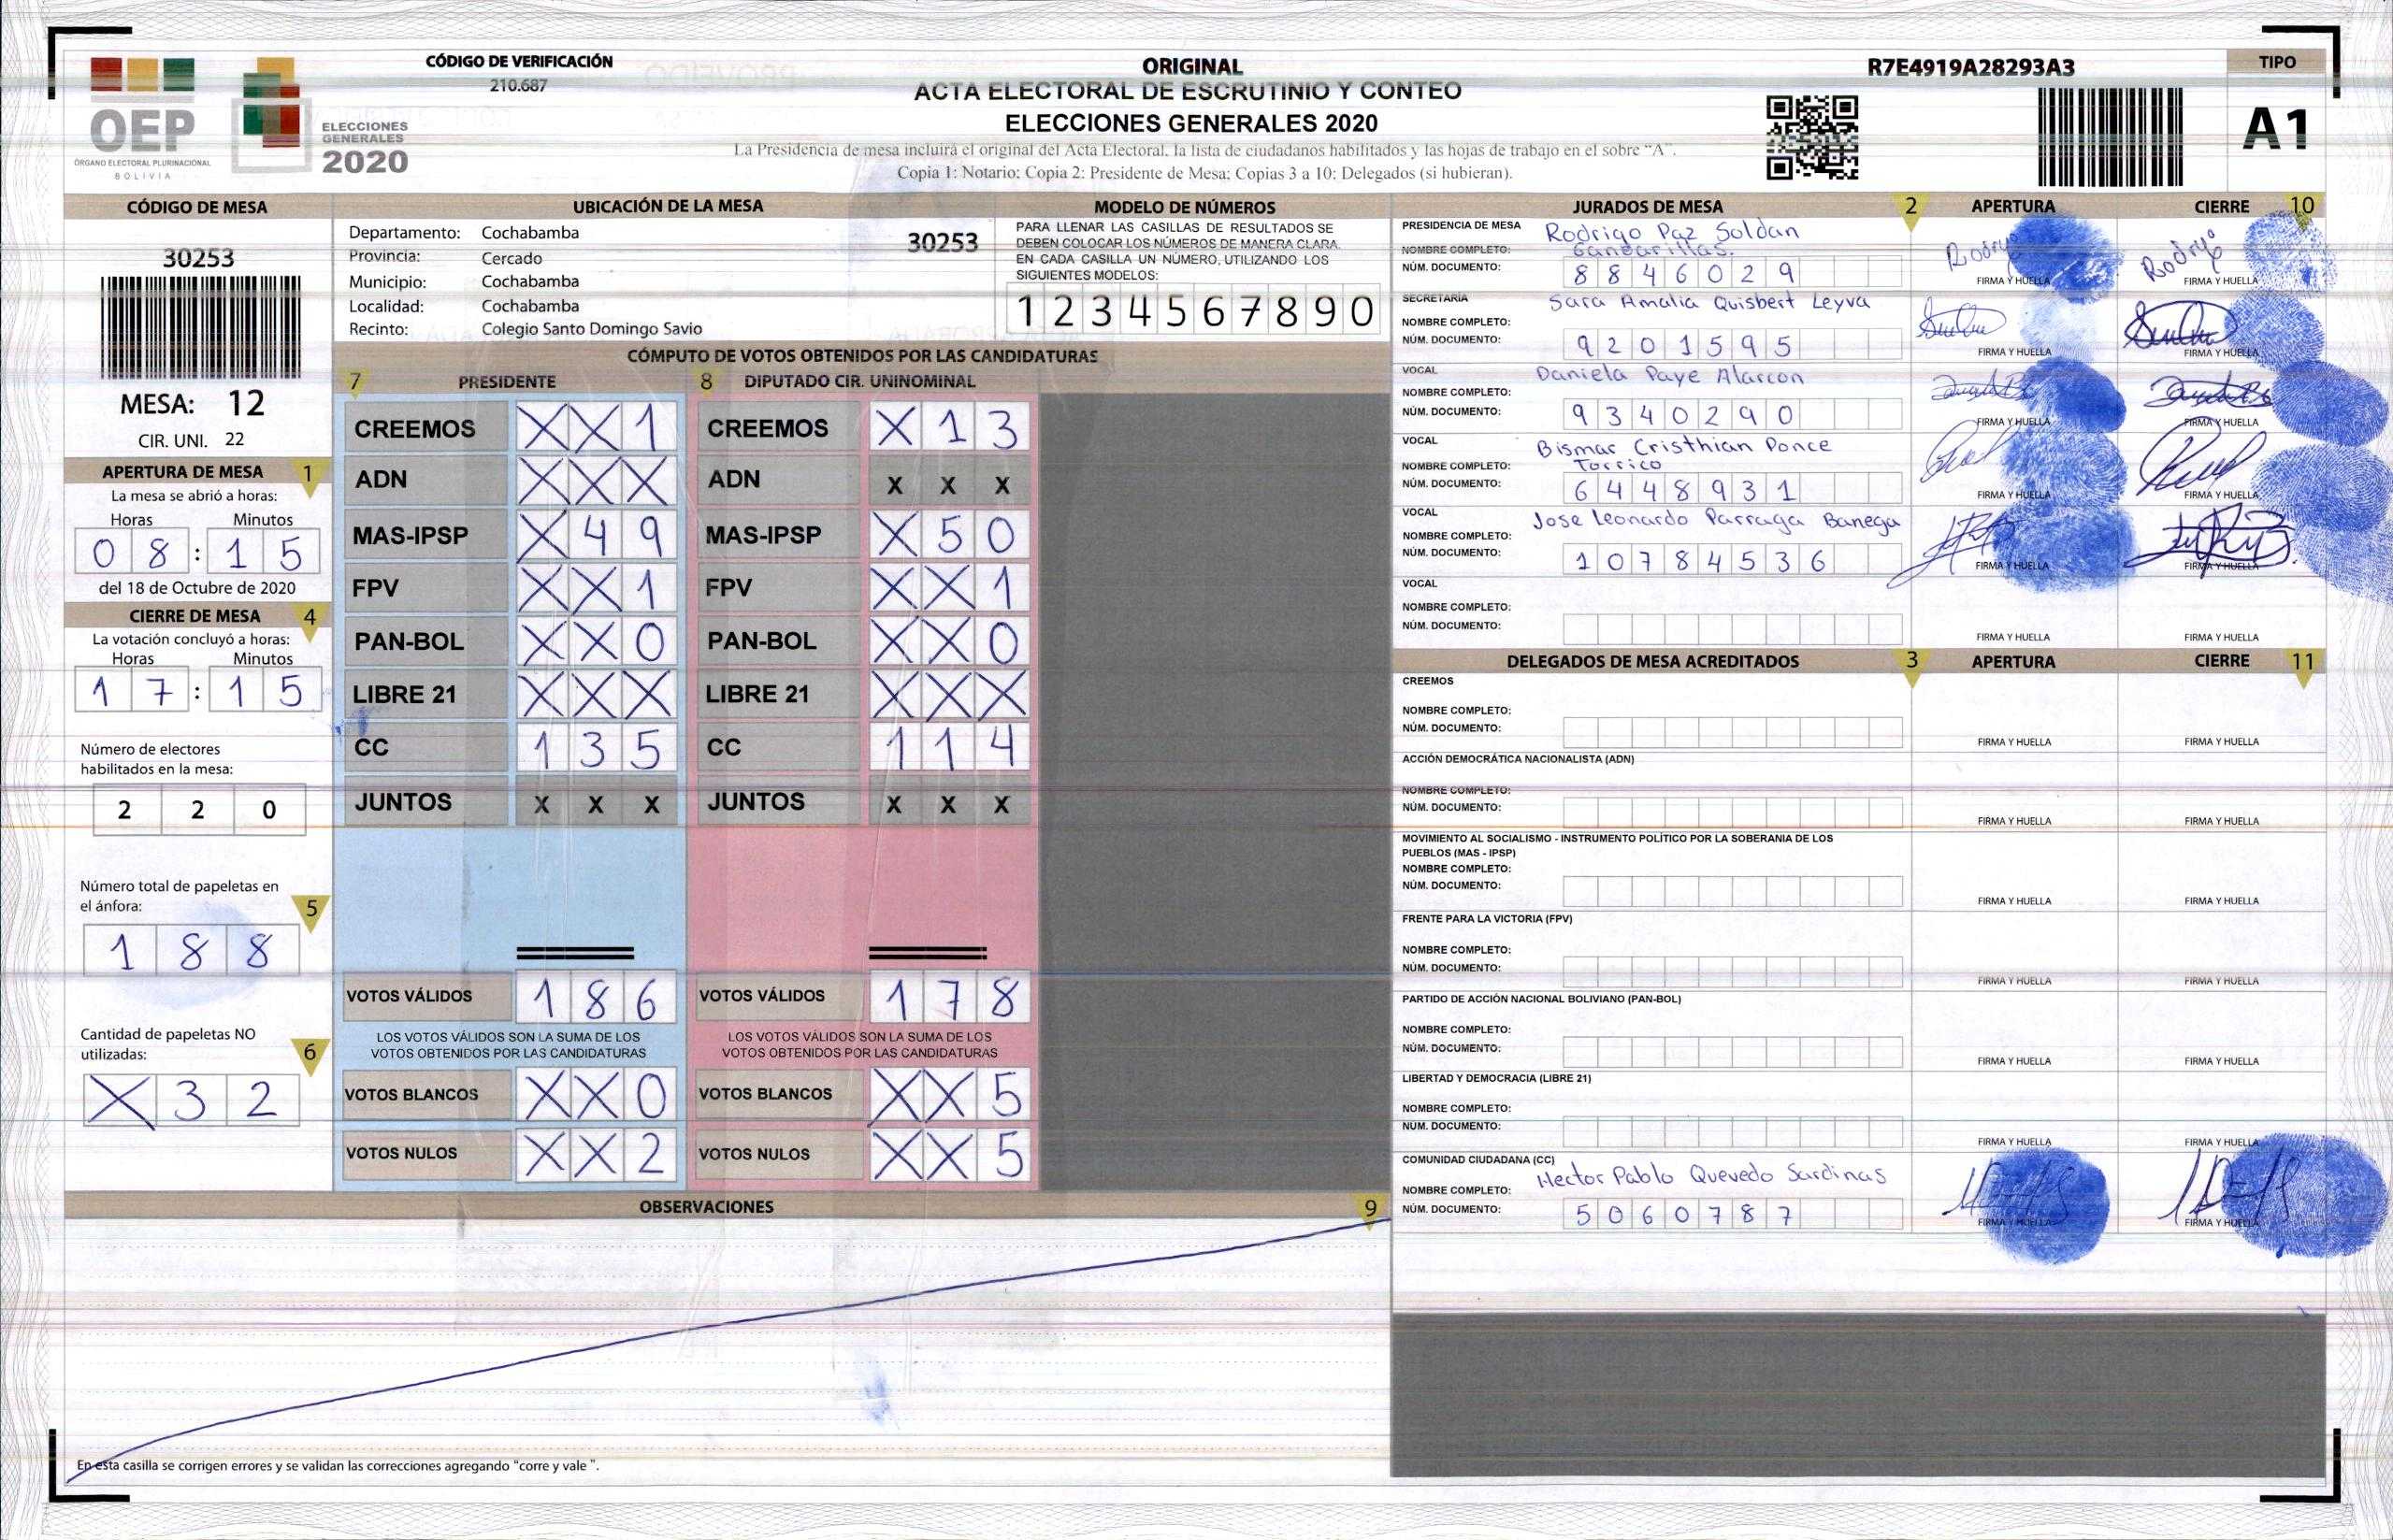 CÓDIGO DE VERIFICACIÓN
210.687
OEP
ÓRGANO ELECTORAL PLURINACIONAL
BOLIVIA
ELECCIONES
GENERALES
2020
ORIGINAL
ACTA ELECTORAL DE ESCRUTINIO Y CONTEO
ELECCIONES GENERALES 2020
La Presidencia de mesa incluirá el original del Acta Electoral, la lista de ciudadanos habilitados y las hojas de trabajo en el sobre “A”.
Copia 1: Notario; Copia 2: Presidente de Mesa; Copias 3 a 10: Delegados (si hubieran).
R7E4919A28293A3
TIPO
A1
CÓDIGO DE MESA
30253
MESA: 12
CIR. UNI. 22
APERTURA DE MESA 1
La mesa se abrió a horas:
Horas Minutos
0 8 : 1 5
del 18 de Octubre de 2020
CIERRE DE MESA 4
La votación concluyó a horas:
Horas Minutos
1 7 : 1 5
Número de electores
habilitados en la mesa:
2 2 0
Número total de papeletas en
el ánfora: 5
1 8 8
Cantidad de papeletas NO
utilizadas: 6
X 3 2
UBICACIÓN DE LA MESA
Departamento: Cochabamba
30253
Provincia: Cercado
Municipio: Cochabamba
Localidad: Cochabamba
Recinto: Colegio Santo Domingo Savio
MODELO DE NÚMEROS
PARA LLENAR LAS CASILLAS DE RESULTADOS SE
DEBEN COLOCAR LOS NÚMEROS DE MANERA CLARA.
EN CADA CASILLA UN NÚMERO, UTILIZANDO LOS
SIGUIENTES MODELOS:
1 2 3 4 5 6 7 8 9 0
CÓMPUTO DE VOTOS OBTENIDOS POR LAS CANDIDATURAS
7 PRESIDENTE 8 DIPUTADO CIR. UNINOMINAL
CREEMOS X X 1 CREEMOS X 1 3
ADN X X X ADN X X X
MAS-IPSP X 4 9 MAS-IPSP X 5 0
FPV X X 1 FPV X X 1
PAN-BOL X X 0 PAN-BOL X X 0
LIBRE 21 X X X LIBRE 21 X X X
CC 1 3 5 CC 1 1 4
JUNTOS X X X JUNTOS X X X
VOTOS VÁLIDOS 1 8 6 VOTOS VÁLIDOS 1 7 8
LOS VOTOS VÁLIDOS SON LA SUMA DE LOS LOS VOTOS VÁLIDOS SON LA SUMA DE LOS
VOTOS OBTENIDOS POR LAS CANDIDATURAS VOTOS OBTENIDOS POR LAS CANDIDATURAS
VOTOS BLANCOS X X 0 VOTOS BLANCOS X X 5
VOTOS NULOS X X 2 VOTOS NULOS X X 5
OBSERVACIONES 9
En esta casilla se corrigen errores y se validan las correcciones agregando "corre y vale ".
JURADOS DE MESA 2 APERTURA CIERRE 10
PRESIDENCIA DE MESA Rodrigo Paz Soldan
NOMBRE COMPLETO: Gandarillas. Rodrigo Rodrigo
NÚM. DOCUMENTO: 8 8 4 6 0 2 9 FIRMA Y HUELLA FIRMA Y HUELLA
SECRETARÍA Sara Amalia Quisbert Leyva
NOMBRE COMPLETO:
NÚM. DOCUMENTO: 9 2 0 1 5 9 5 FIRMA Y HUELLA FIRMA Y HUELLA
VOCAL Daniela Paye Alarcon
NOMBRE COMPLETO:
NÚM. DOCUMENTO: 9 3 4 0 2 9 0 FIRMA Y HUELLA FIRMA Y HUELLA
VOCAL Bismar Cristhian Ponce
NOMBRE COMPLETO: Torrico
NÚM. DOCUMENTO: 6 4 4 8 9 3 1 FIRMA Y HUELLA FIRMA Y HUELLA
VOCAL Jose Leonardo Parraga Banega
NOMBRE COMPLETO:
NÚM. DOCUMENTO: 1 0 7 8 4 5 3 6 FIRMA Y HUELLA FIRMA Y HUELLA
VOCAL
NOMBRE COMPLETO:
NÚM. DOCUMENTO: FIRMA Y HUELLA FIRMA Y HUELLA
DELEGADOS DE MESA ACREDITADOS 3 APERTURA CIERRE 11
CREEMOS
NOMBRE COMPLETO:
NÚM. DOCUMENTO: FIRMA Y HUELLA FIRMA Y HUELLA
ACCIÓN DEMOCRÁTICA NACIONALISTA (ADN)
NOMBRE COMPLETO:
NÚM. DOCUMENTO: FIRMA Y HUELLA FIRMA Y HUELLA
MOVIMIENTO AL SOCIALISMO - INSTRUMENTO POLÍTICO POR LA SOBERANIA DE LOS
PUEBLOS (MAS - IPSP)
NOMBRE COMPLETO:
NÚM. DOCUMENTO: FIRMA Y HUELLA FIRMA Y HUELLA
FRENTE PARA LA VICTORIA (FPV)
NOMBRE COMPLETO:
NÚM. DOCUMENTO: FIRMA Y HUELLA FIRMA Y HUELLA
PARTIDO DE ACCIÓN NACIONAL BOLIVIANO (PAN-BOL)
NOMBRE COMPLETO:
NÚM. DOCUMENTO: FIRMA Y HUELLA FIRMA Y HUELLA
LIBERTAD Y DEMOCRACIA (LIBRE 21)
NOMBRE COMPLETO:
NÚM. DOCUMENTO: FIRMA Y HUELLA FIRMA Y HUELLA
COMUNIDAD CIUDADANA (CC) Hector Pablo Quevedo Sardinas
NOMBRE COMPLETO:
NÚM. DOCUMENTO: 5 0 6 0 7 8 7 FIRMA Y HUELLA FIRMA Y HUELLA